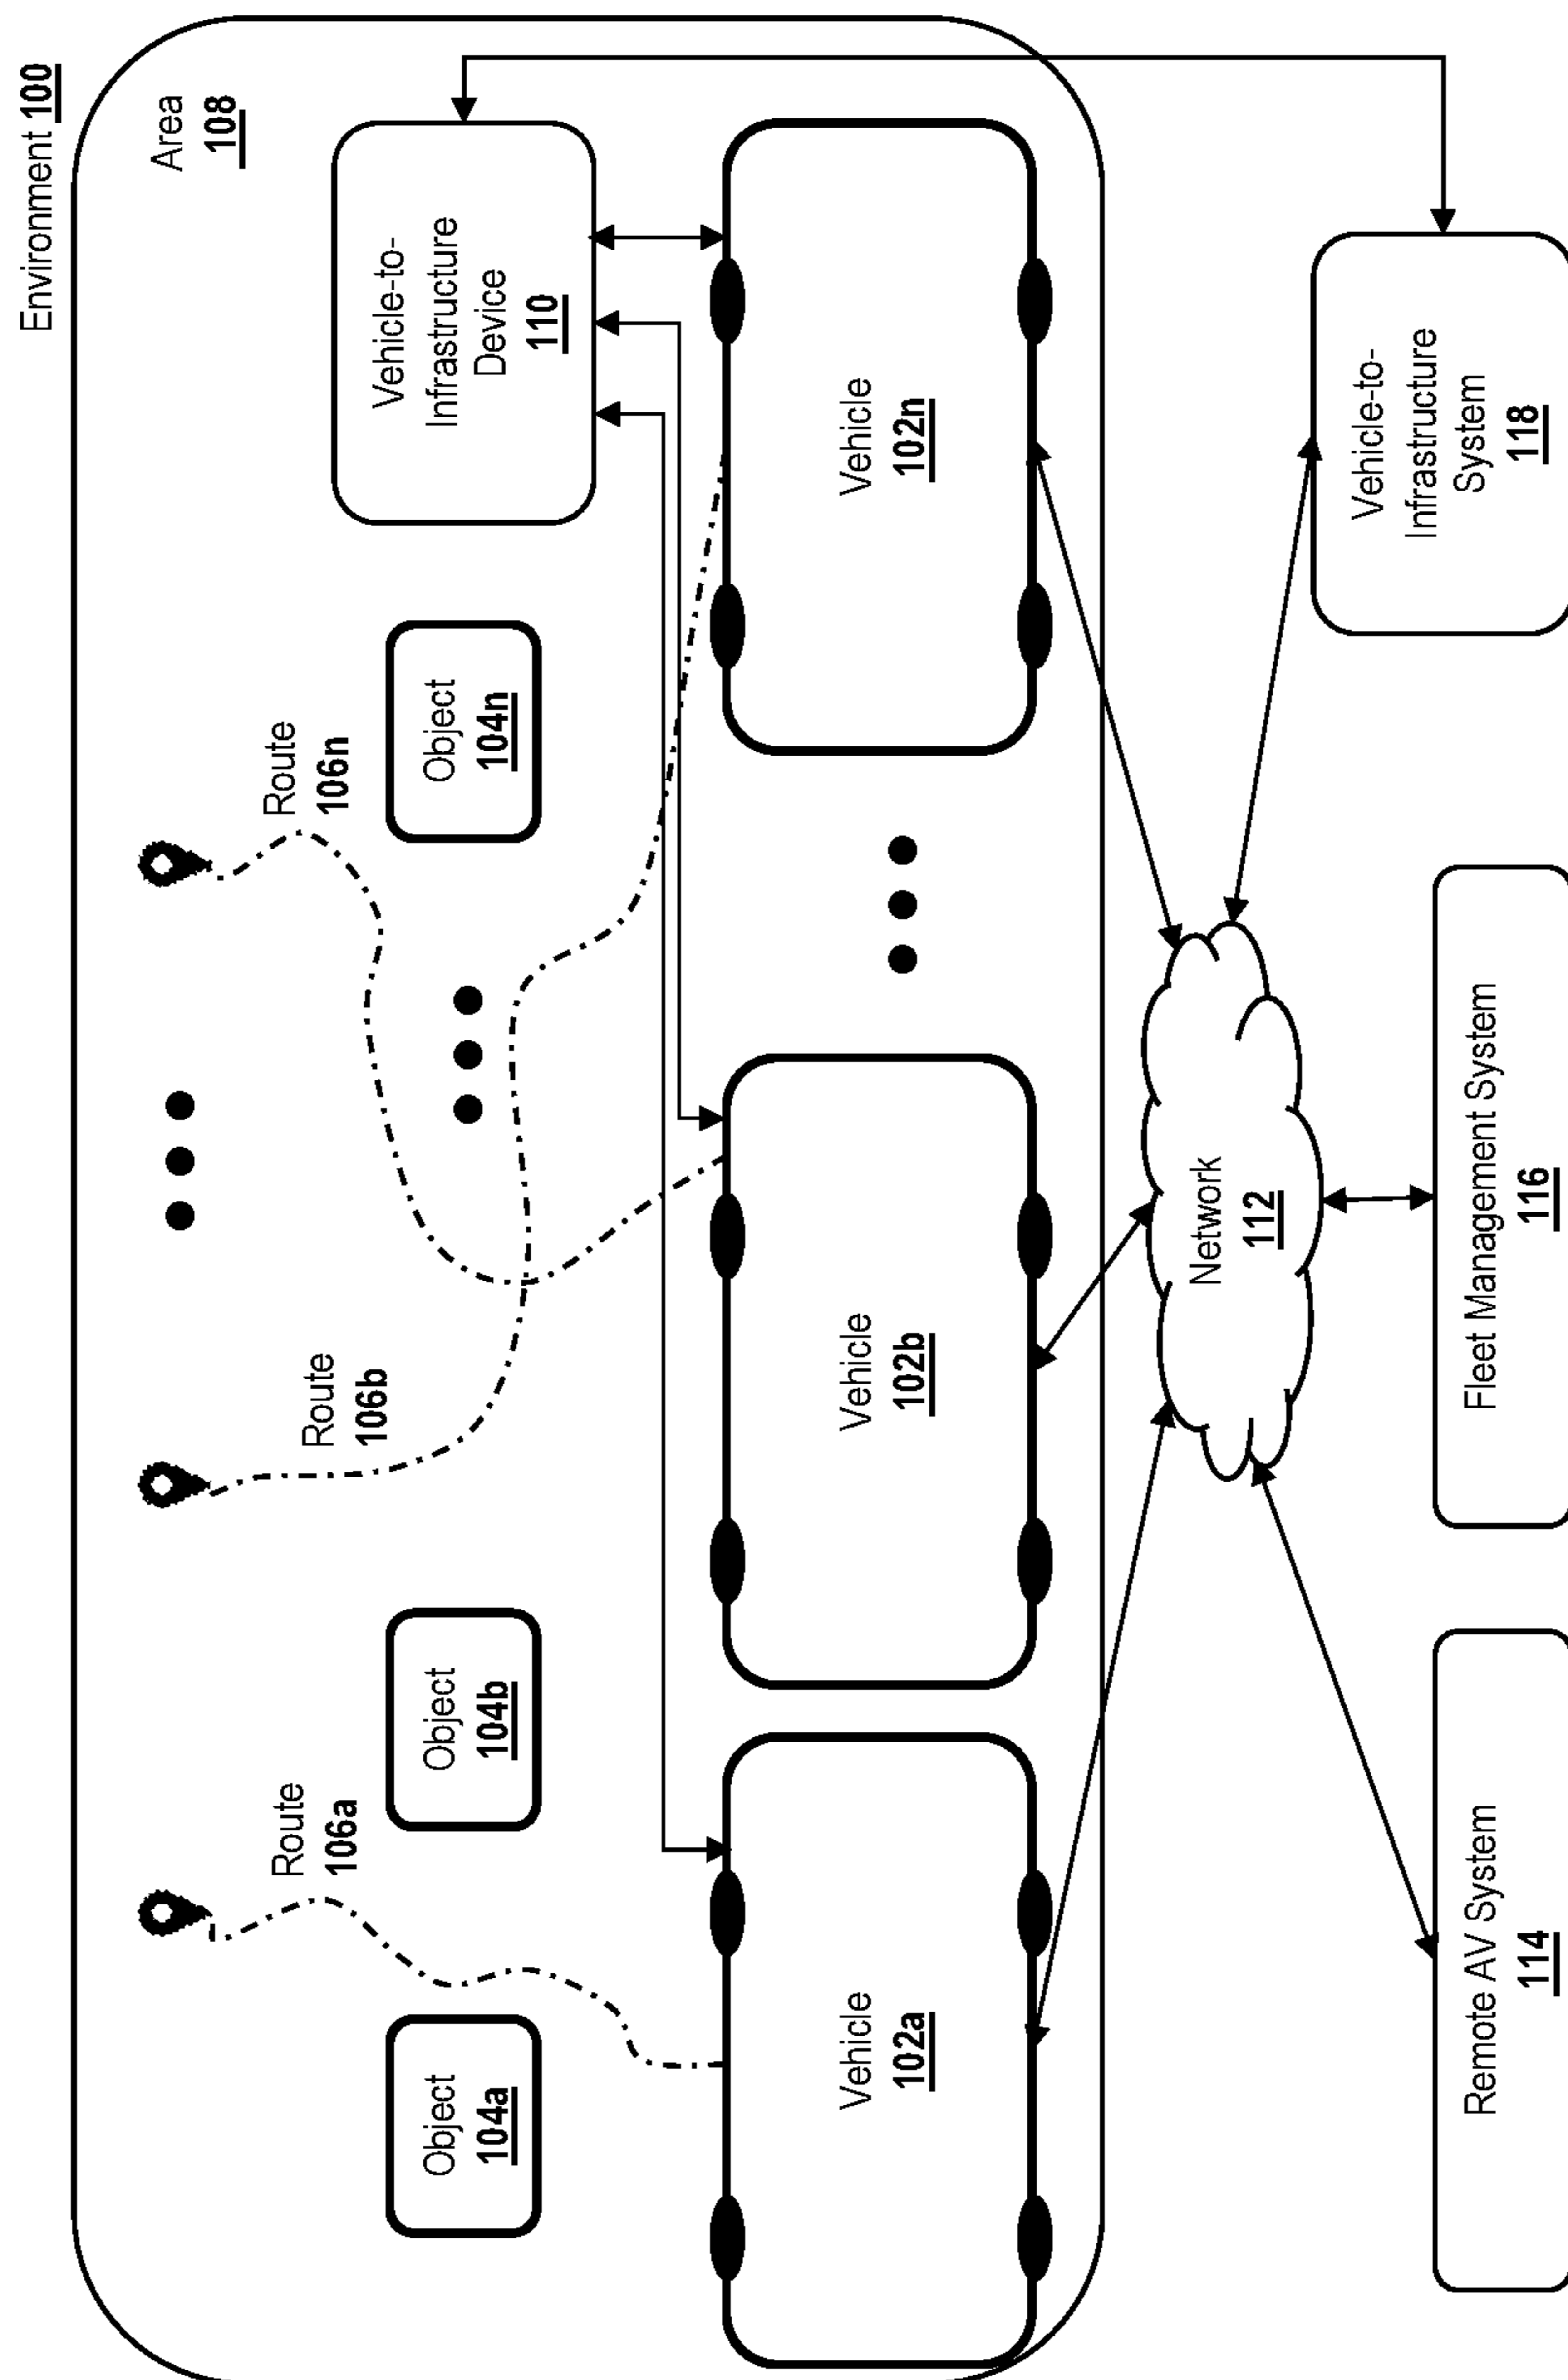 Environment 100
Area
108
Route
106a
Route
106b
Route
106n
Object
104a
Object
104b
Object
104n
Vehicle-to-
Infrastructure
Device
110
Vehicle
102a
Vehicle
102b
Vehicle
102n
Network
112
Remote AV System
114
Fleet Management System
116
Vehicle-to-
Infrastructure
System
118